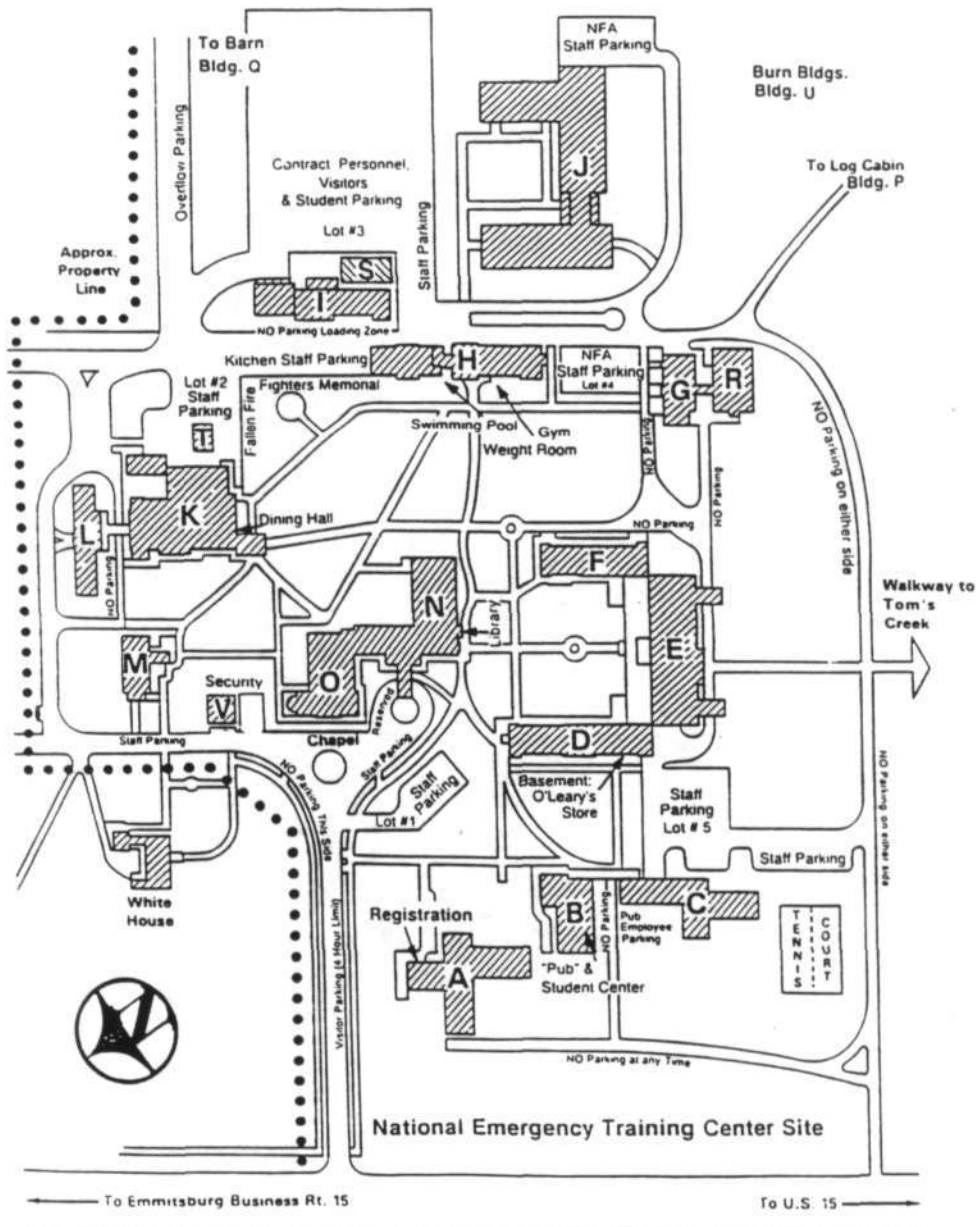 NFA
Staff Parking
To Barn
Bldg. Q
Burn Bldgs.
Bldg. U
Overflow Parking
Contract Personnel,
Visitors
& Student Parking
Lot #3
J
To Log Cabin
Bldg. P
Staff Parking
Approx.
Property
Line
S
I
NO Parking Loading Zone
Kitchen Staff Parking
H
NFA
Staff Parking
Lot #4
G
R
Lot #2
Staff
Parking
T
Fallen Fire
Fighters Memorial
Swimming Pool
Gym
Weight Room
NO Parking
NO Parking
NO Parking on either side
L
K
Dining Hall
NO Parking
NO Parking
F
N
Library
E
Walkway to
Tom's
Creek
M
Security
V
O
Reserved
Chapel
Staff Parking
Staff Parking
D
Basement:
O'Leary's
Store
Staff
Parking
Lot #1
Staff
Parking
Lot # 5
NO Parking This Side
NO Parking on either side
Staff Parking
White
House
Visitor Parking (4 Hour Limit)
Registration
A
B
NO Parking
C
Pub
Employee
Parking
"Pub" &
Student Center
TENNIS
COURT
NO Parking at any Time
National Emergency Training Center Site
To Emmitsburg Business Rt. 15
To U.S. 15